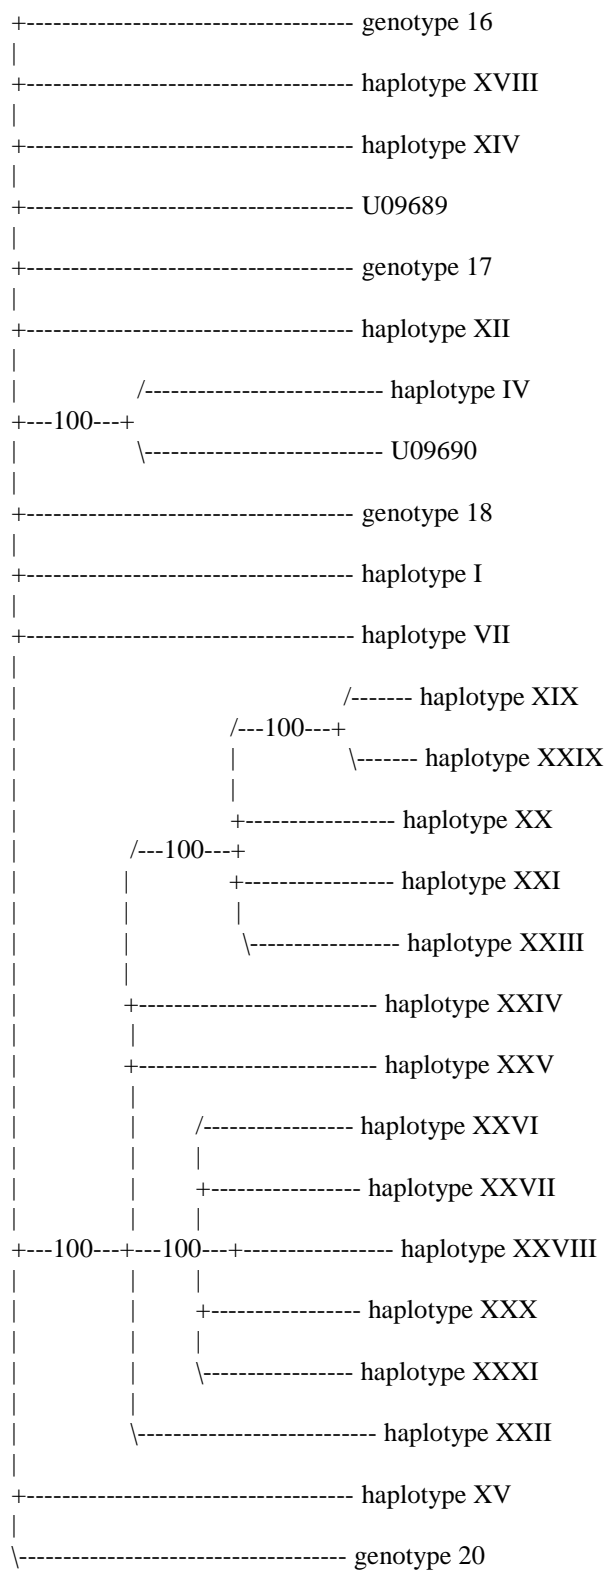 genotype 16
haplotype XVIII
haplotype XIV
U09689
genotype 17
haplotype XII
haplotype IV
100
U09690
genotype 18
haplotype I
haplotype VII
haplotype XIX
100
haplotype XXIX
haplotype XX
100
haplotype XXI
haplotype XXIII
haplotype XXIV
haplotype XXV
haplotype XXVI
haplotype XXVII
100 100 haplotype XXVIII
haplotype XXX
haplotype XXXI
haplotype XXII
haplotype XV
genotype 20